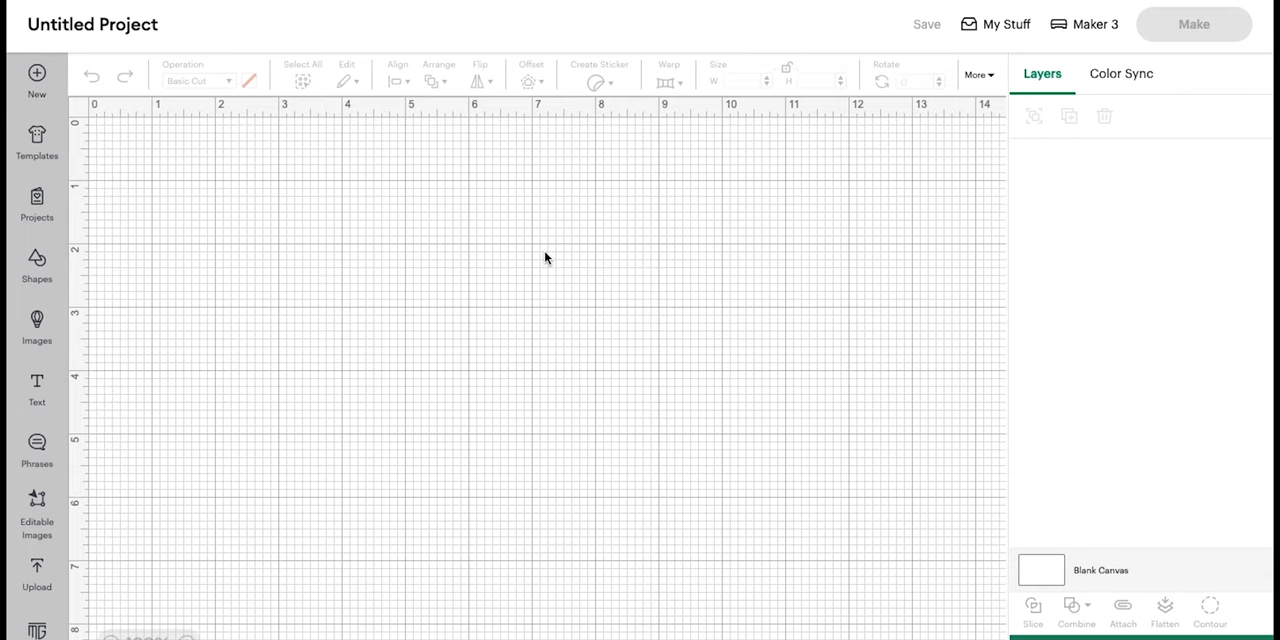 Untitled Project
Save
My Stuff
Maker 3
Make
New
Templates
Projects
Shapes
Images
Text
Phrases
Editable
Images
Upload
Operation
Basic Cut
Select All
Edit
Align
Arrange
Flip
Offset
Create Sticker
Warp
Size
W
H
Rotate
0
More
0 1 2 3 4 5 6 7 8 9 10 11 12 13 14
0
1
2
3
4
5
6
7
8
Layers
Color Sync
Blank Canvas
Slice
Combine
Attach
Flatten
Contour